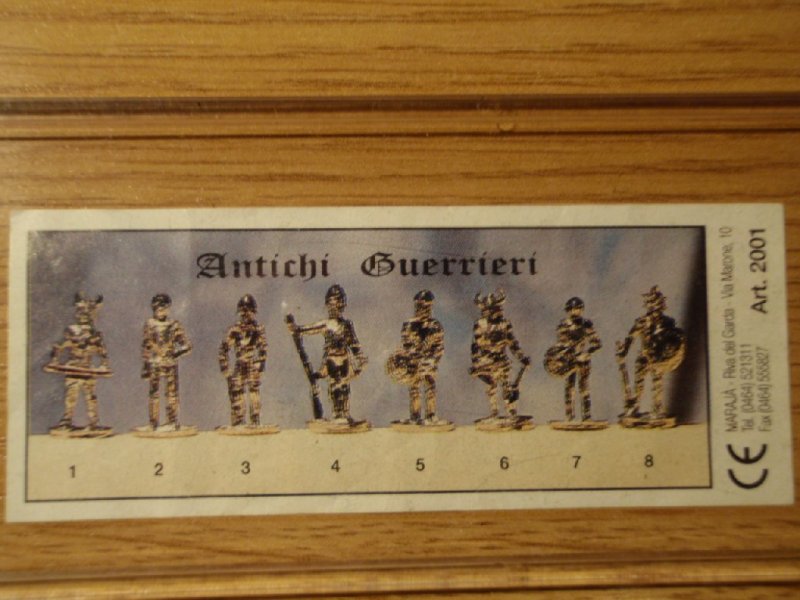 Antichi Guerrieri
1 2 3 4 5 6 7 8
MARAJA - Riva del Garda - Via Marone, 10
Tel. (0464) 521311
Fax (0464) 555827
Art. 2001
CE